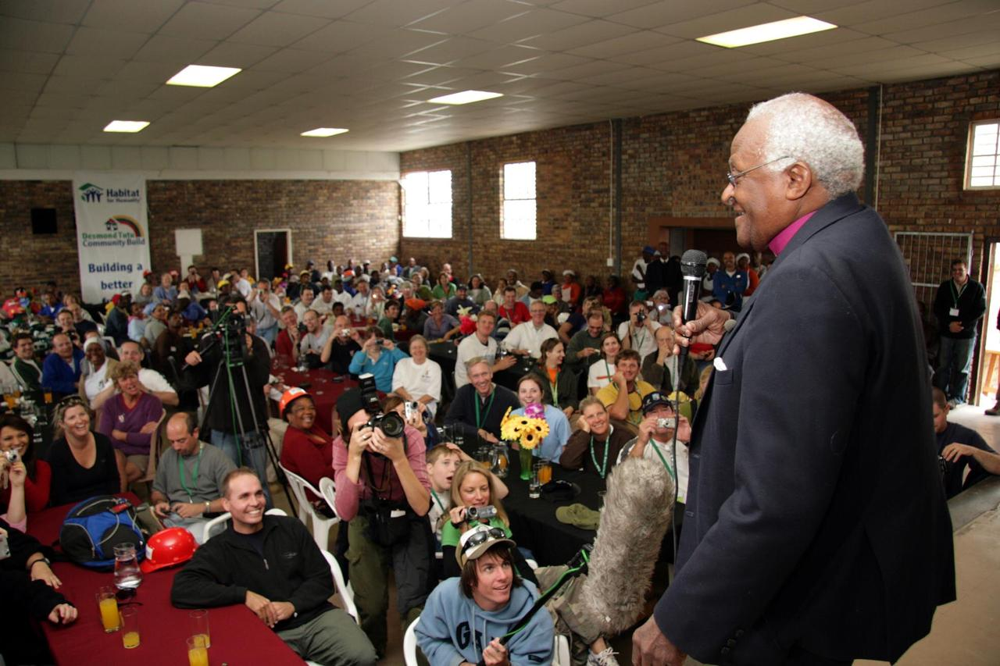 Habitat
for Humanity
Desmond Tutu
Community Build
Building a
better